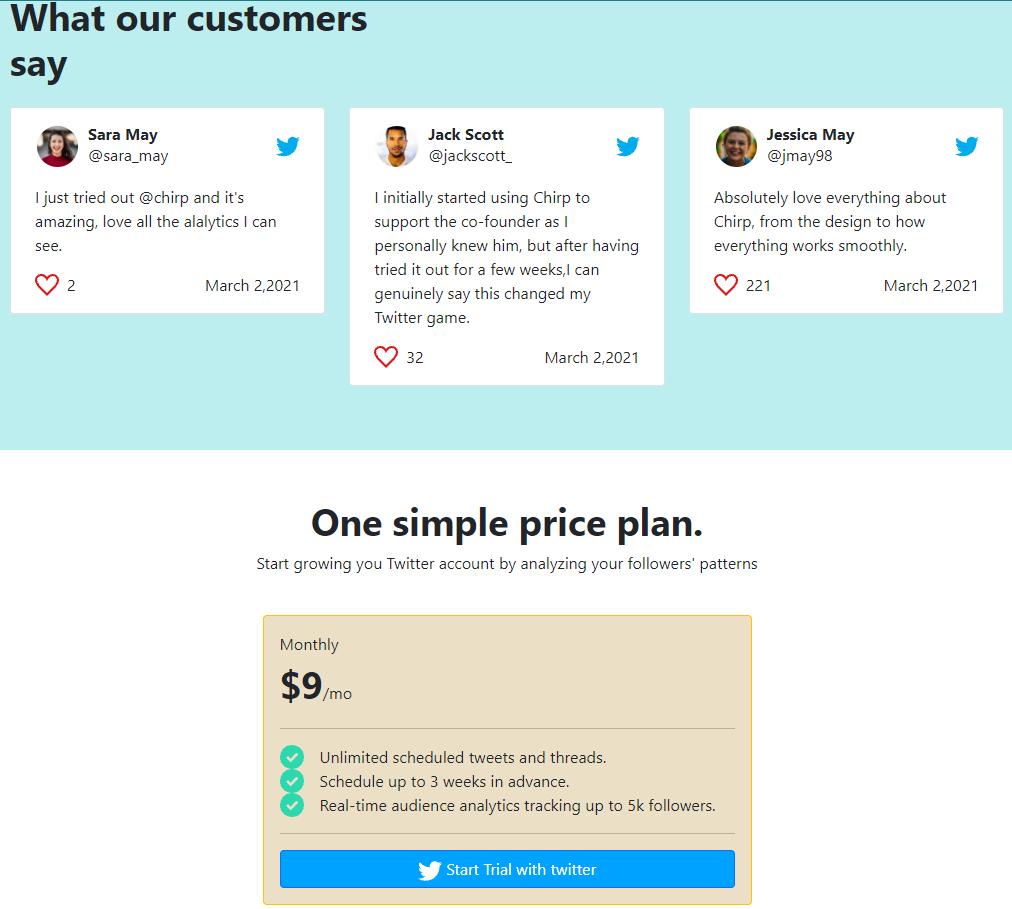 What our customers
say
Sara May
@sara_may
I just tried out @chirp and it's
amazing, love all the alalytics I can
see.
2 March 2,2021
Jack Scott
@jackscott_
I initially started using Chirp to
support the co-founder as I
personally knew him, but after having
tried it out for a few weeks,I can
genuinely say this changed my
Twitter game.
32 March 2,2021
Jessica May
@jmay98
Absolutely love everything about
Chirp, from the design to how
everything works smoothly.
221 March 2,2021
One simple price plan.
Start growing you Twitter account by analyzing your followers' patterns
Monthly
$9/mo
Unlimited scheduled tweets and threads.
Schedule up to 3 weeks in advance.
Real-time audience analytics tracking up to 5k followers.
Start Trial with twitter